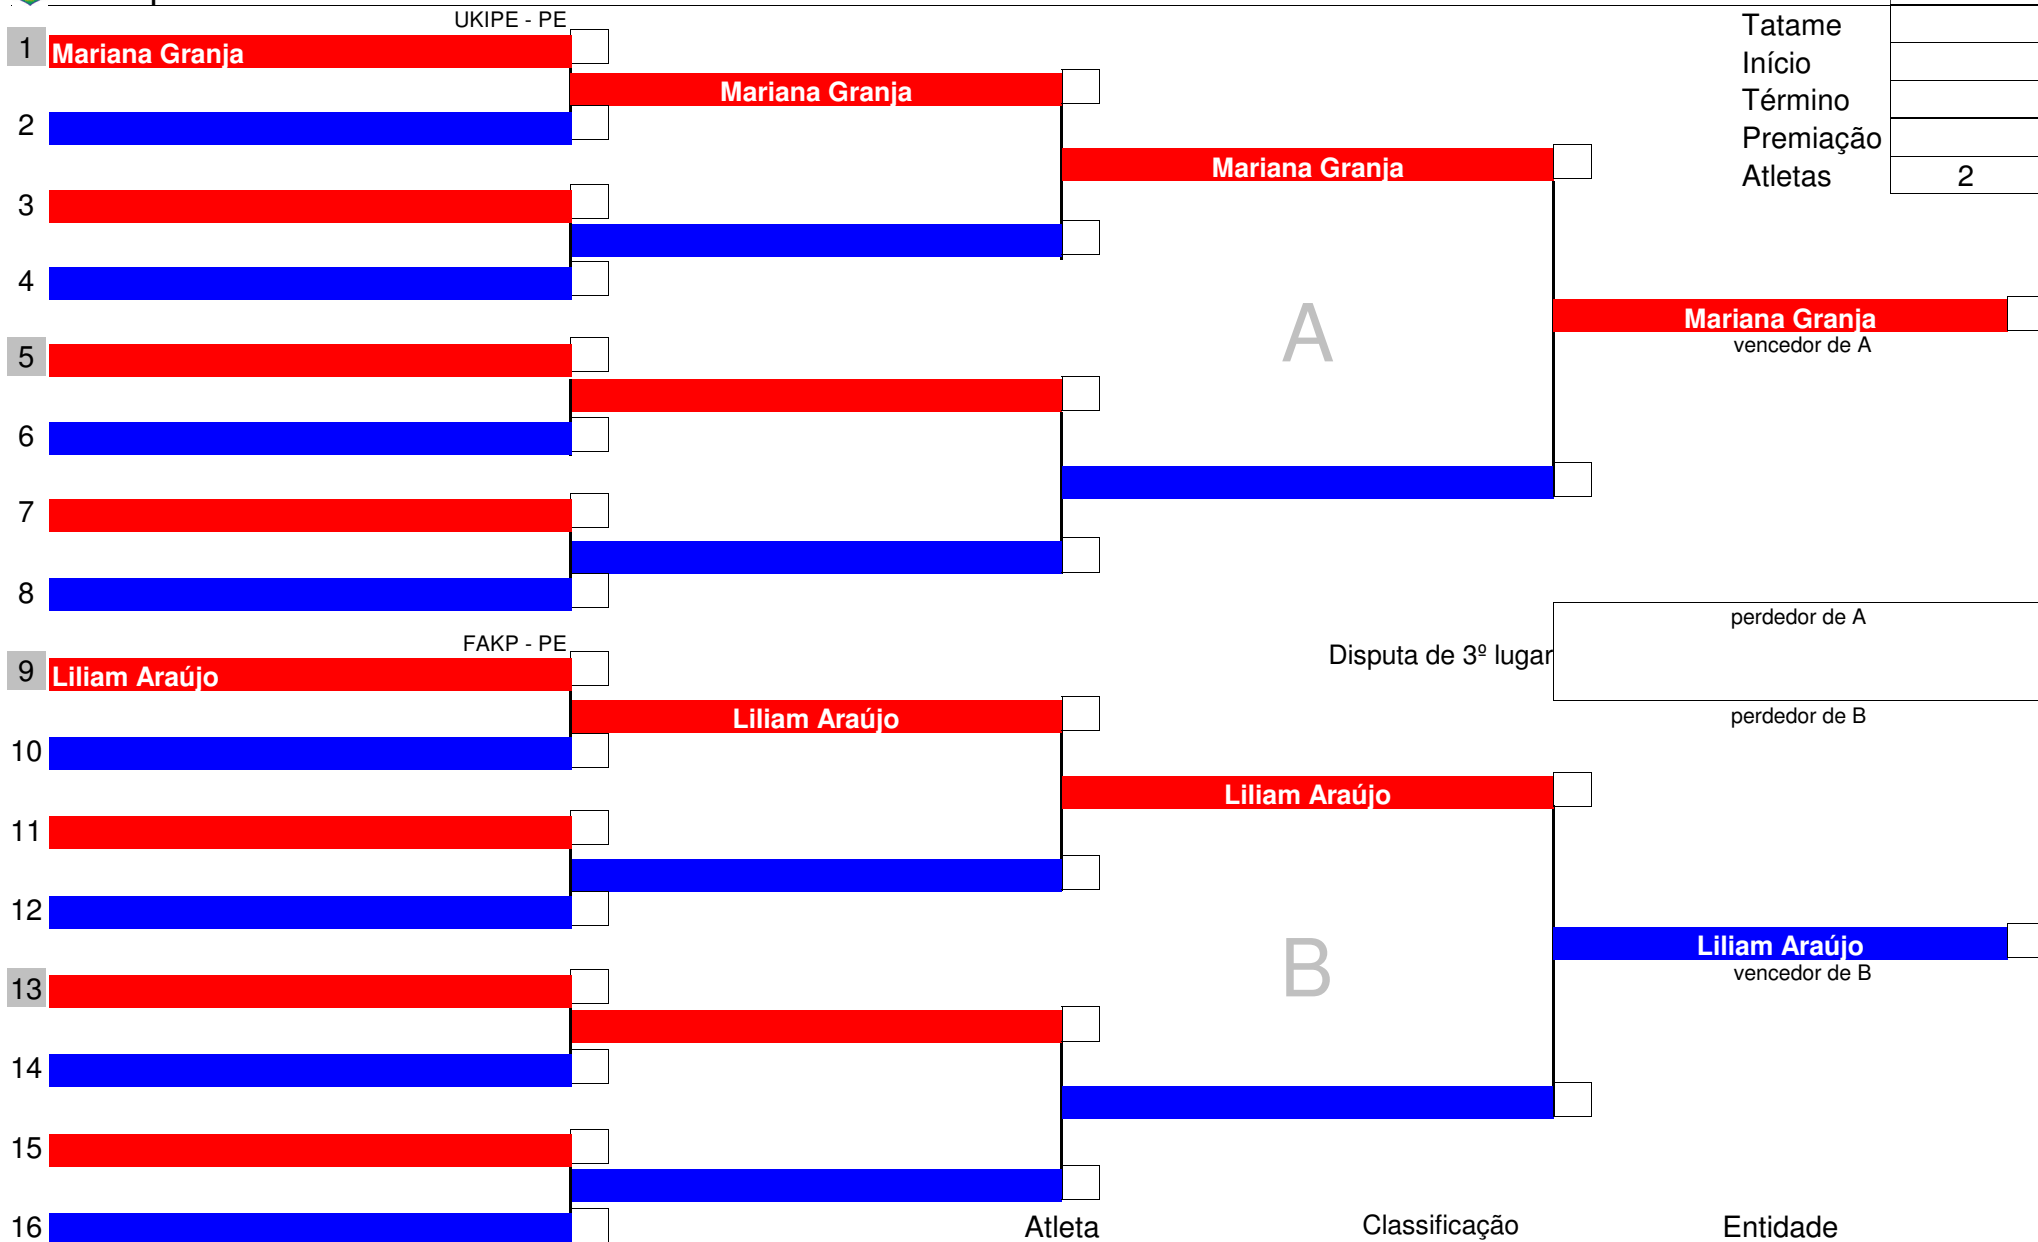 UKIPE - PE
Tatame
1 Mariana Granja
Início
Mariana Granja
Término
2
Premiação
Mariana Granja
Atletas 2
3
4
Mariana Granja
A
vencedor de A
5
6
7
8
perdedor de A
FAKP - PE
Disputa de 3º lugar
9 Liliam Araújo
perdedor de B
Liliam Araújo
10
Liliam Araújo
11
12
B
Liliam Araújo
vencedor de B
13
14
15
16
Atleta Classificação Entidade